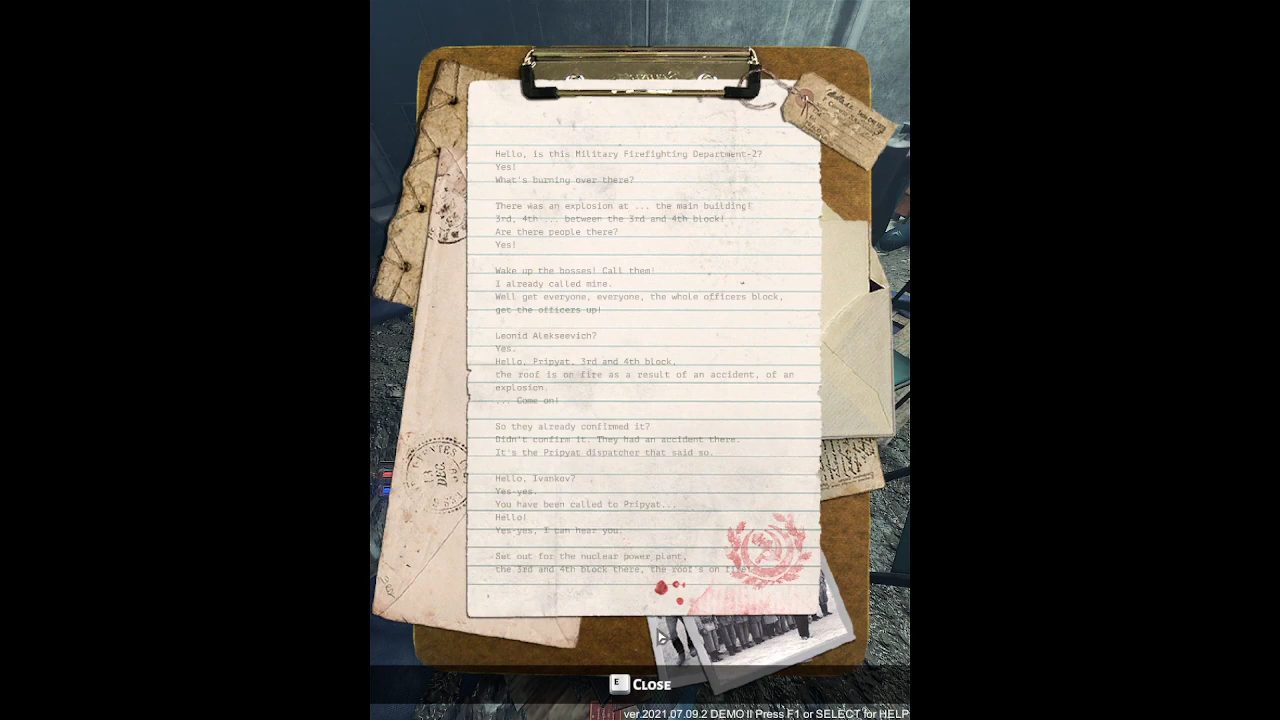 Hello, is this Military Firefighting Department-2?
Yes!
What's burning over there?
There was an explosion at ... the main building!
3rd, 4th ... between the 3rd and 4th block!
Are there people there?
Yes!
Wake up the bosses! Call them!
I already called mine.
Well get everyone, everyone, the whole officers block,
get the officers up!
Leonid Alekseevich?
Yes.
Hello, Pripyat, 3rd and 4th block,
the roof is on fire as a result of an accident, of an
explosion.
... Come on!
So they already confirmed it?
Didn't confirm it. They had an accident there.
It's the Pripyat dispatcher that said so.
Hello, Ivankov?
Yes-yes.
You have been called to Pripyat...
Hello!
Yes-yes, I can hear you.
Set out for the nuclear power plant,
the 3rd and 4th block there, the roof's on fire!
E CLOSE
ver.2021.07.09.2 DEMO II Press F1 or SELECT for HELP